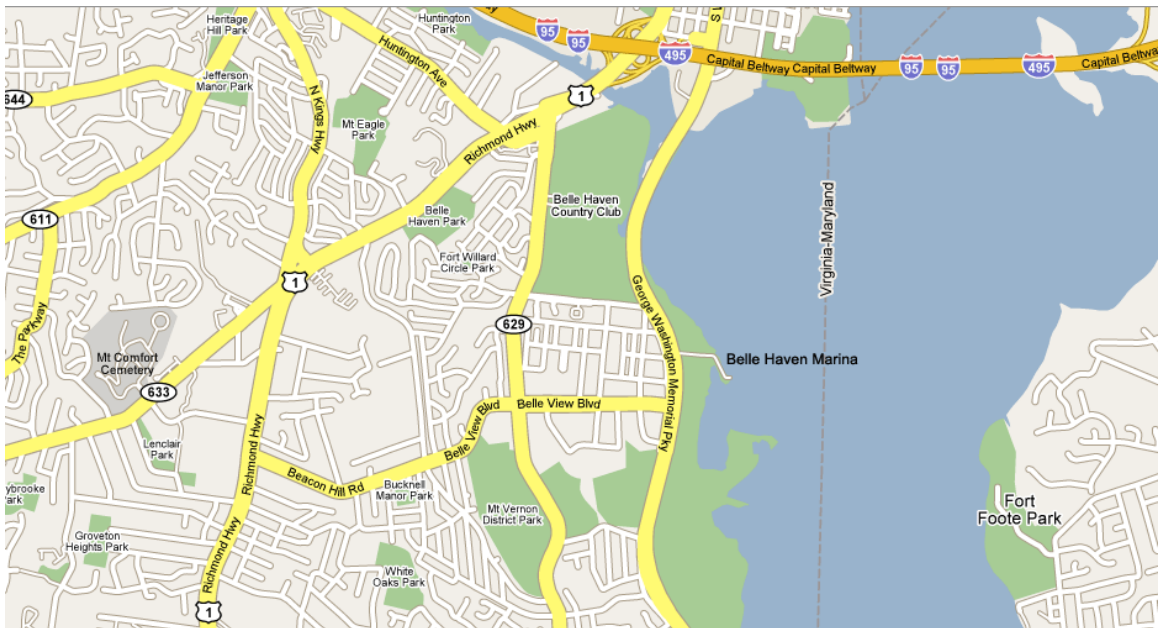 Heritage
Hill Park
Huntington
Park
95
95
495
Capital Beltway
Capital Beltway
95
95
495
Capital Beltway
Huntington Ave
Jefferson
Manor Park
644
N Kings Hwy
1
Mt Eagle
Park
Richmond Hwy
611
Belle
Haven Park
Belle Haven
Country Club
Fort Willard
Circle Park
Virginia-Maryland
1
The Parkway
629
George Washington Memorial Pky
Mt Comfort
Cemetery
Belle Haven Marina
633
Belle View Blvd
Belle View Blvd
Lenclair
Park
Richmond Hwy
Beacon Hill Rd
Bucknell
Manor Park
ybrooke
Park
Mt Vernon
District Park
Fort
Foote Park
Groveton
Heights Park
Richmond Hwy
White
Oaks Park
1